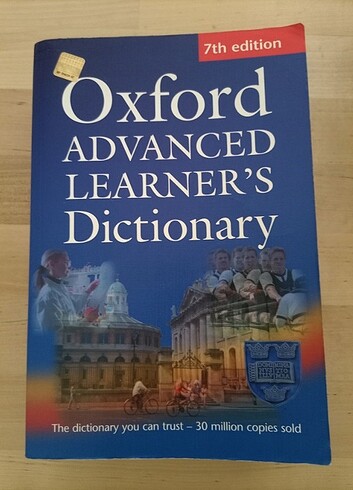 7th edition
Oxford
ADVANCED
LEARNER'S
Dictionary
The dictionary you can trust – 30 million copies sold